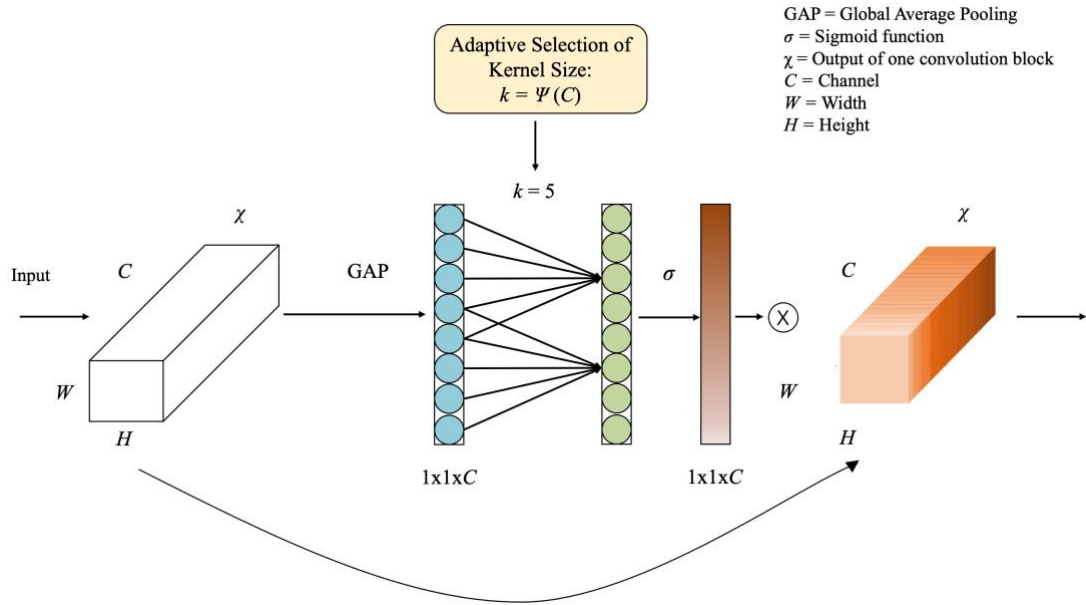 GAP = Global Average Pooling
σ = Sigmoid function
χ = Output of one convolution block
C = Channel
W = Width
H = Height
Adaptive Selection of
Kernel Size:
k = Ψ (C)
k = 5
χ
C
Input
W
H
GAP
1x1xC
σ
1x1xC
X
χ
C
W
H